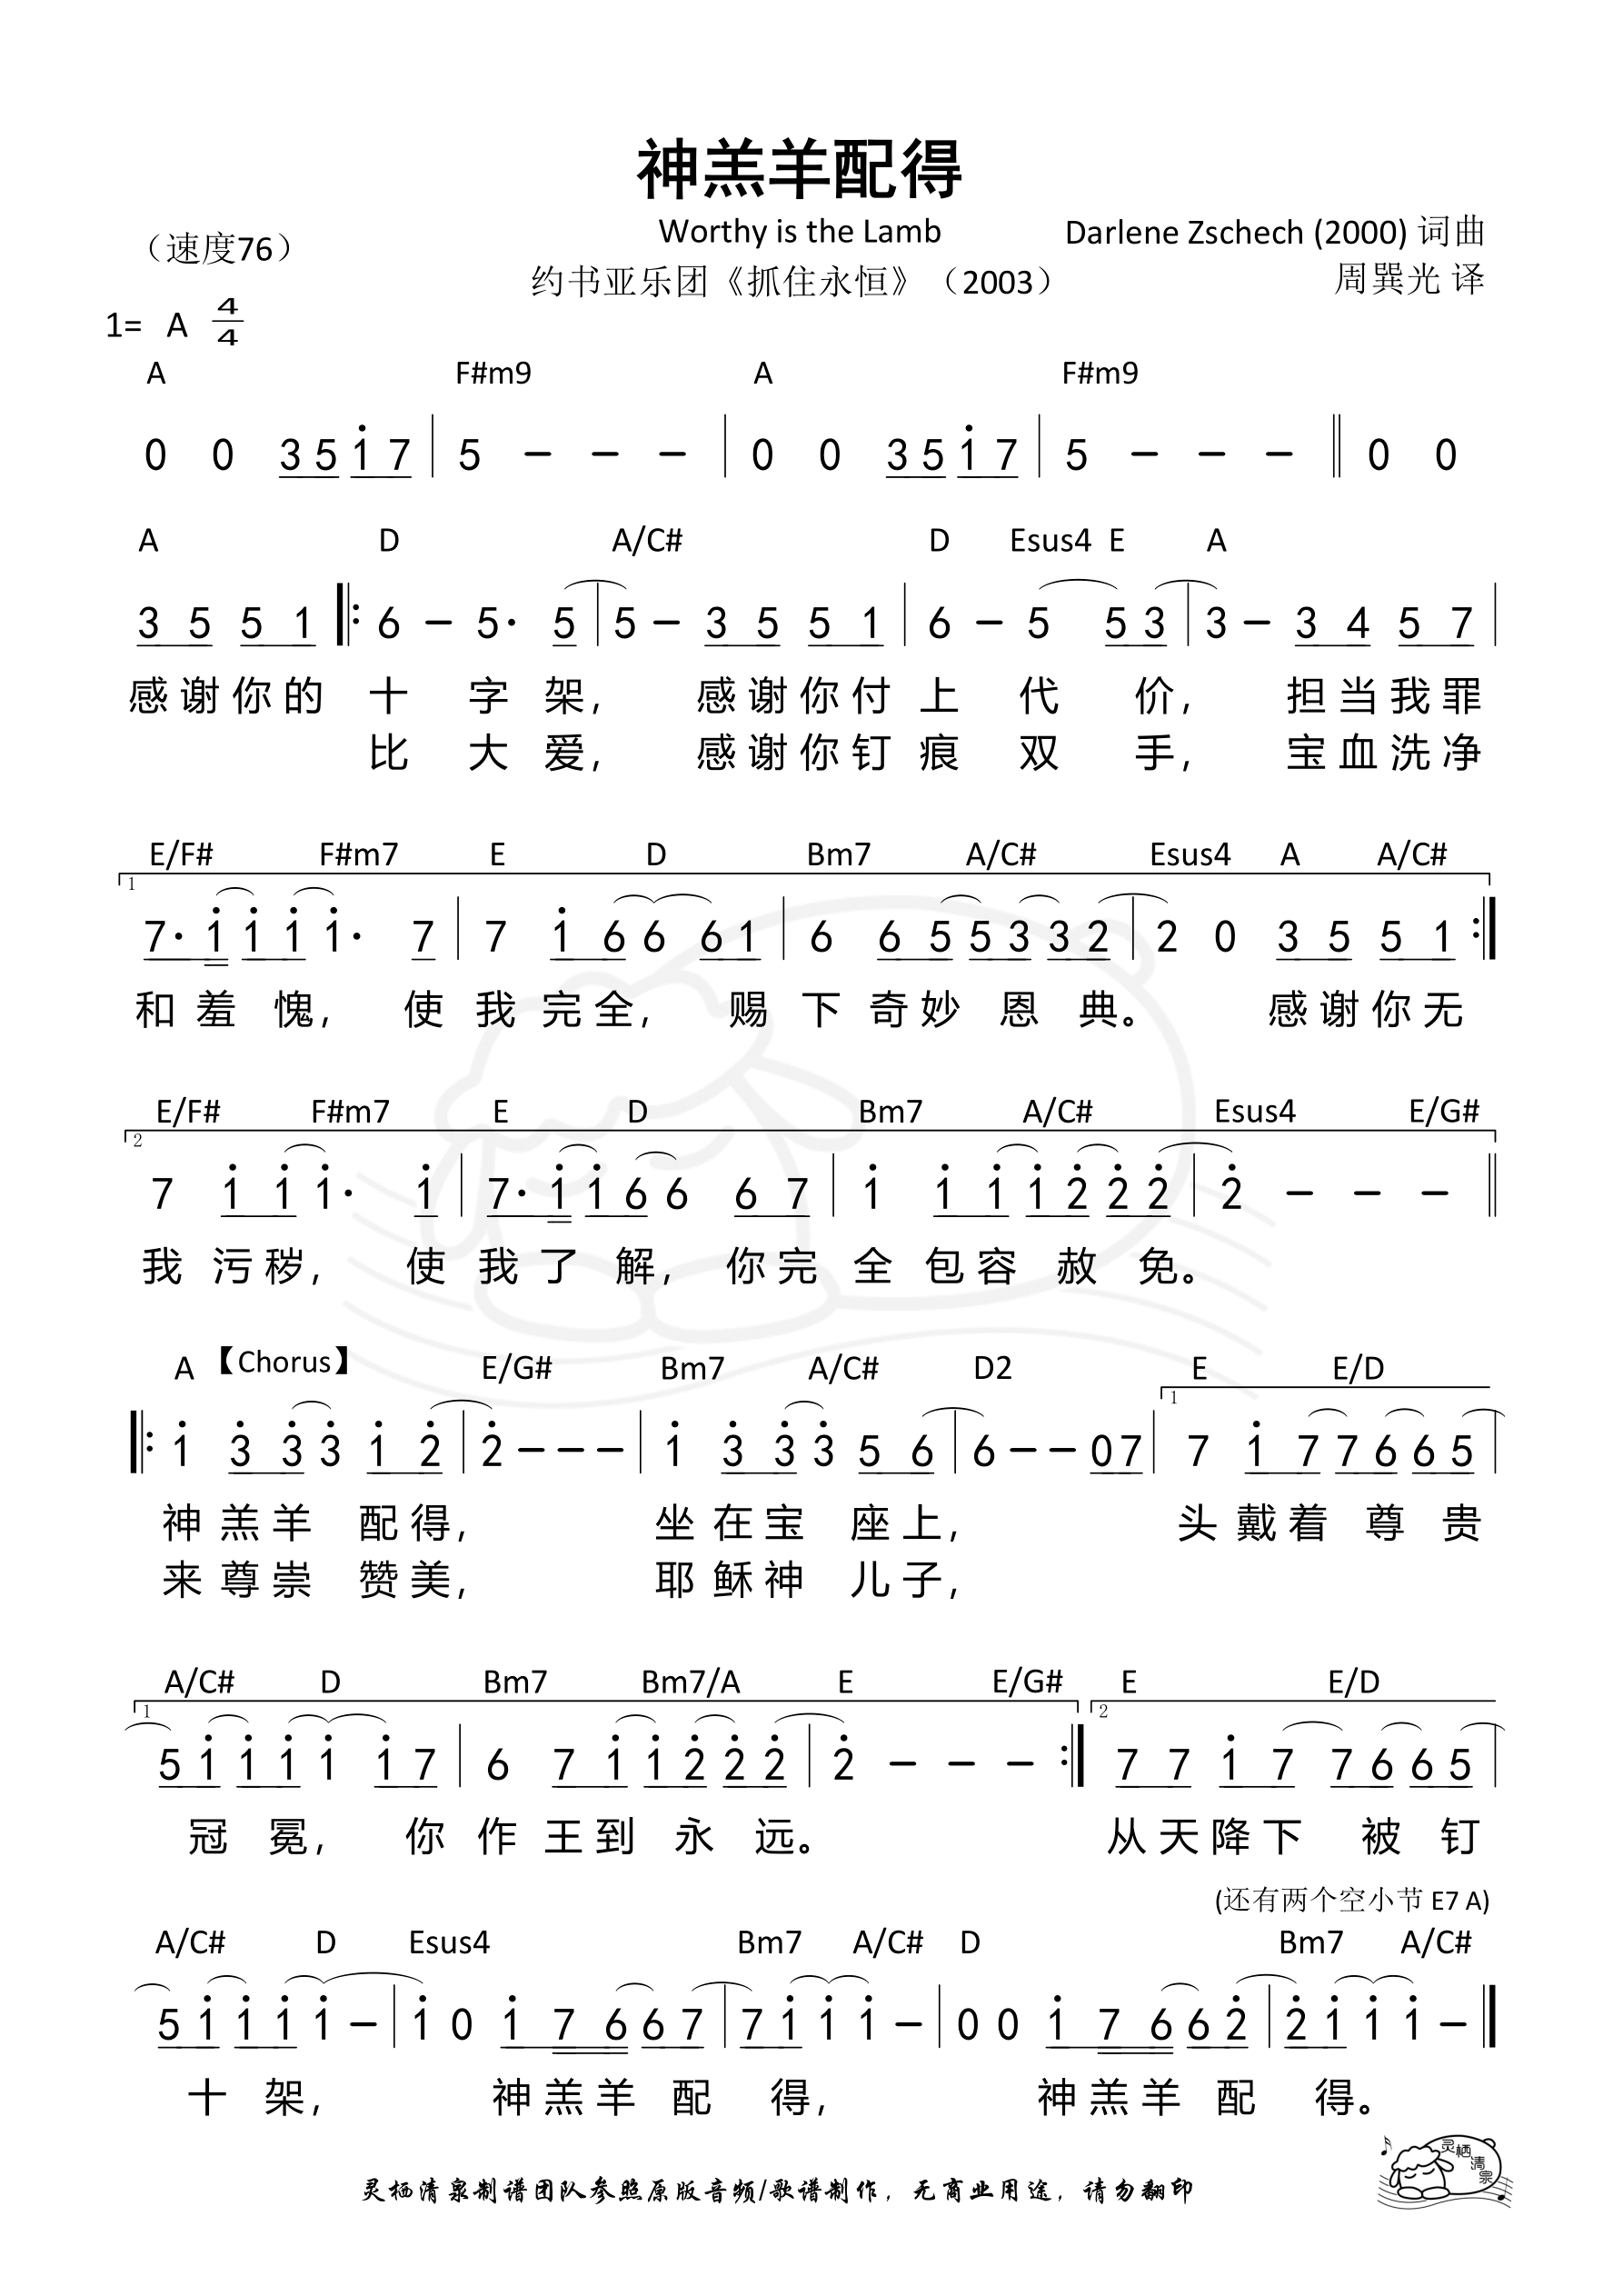 神羔羊配得
Worthy is the Lamb
Darlene Zschech (2000) 词曲
（速度76）
约书亚乐团《抓住永恒》（2003）
周巽光 译
1= A 4/4
A F#m9 A F#m9
0 0 3 5 1 7 | 5 – – – | 0 0 3 5 1 7 | 5 – – – || 0 0
A D A/C# D Esus4 E A
3 5 5 1 |: 6 – 5· 5 | 5 – 3 5 5 1 | 6 – 5 5 3 | 3 – 3 4 5 7 |
感谢你的 十 字 架， 感谢你付 上 代 价， 担当我罪
比 大 爱， 感谢你钉 痕 双 手， 宝血洗净
E/F# F#m7 E D Bm7 A/C# Esus4 A A/C#
1
7· 1 1 1 1· 7 | 7 1 6 6 6 1 | 6 6 5 5 3 3 2 | 2 0 3 5 5 1 :|
和 羞 愧， 使 我 完 全， 赐 下 奇 妙 恩 典。 感谢你无
E/F# F#m7 E D Bm7 A/C# Esus4 E/G#
2
7 1 1 1· 1 | 7· 1 1 6 6 6 7 | 1 1 1 1 2 2 2 | 2 – – – ||
我 污 秽， 使 我 了 解， 你 完 全 包 容 赦 免。
A 【Chorus】 E/G# Bm7 A/C# D2 E E/D
1
|: 1 3 3 3 1 2 | 2 – – – | 1 3 3 3 5 6 | 6 – – 0 7 | 7 1 7 7 6 6 5 |
神 羔 羊 配 得， 坐 在 宝 座 上， 头 戴 着 尊 贵
来 尊 崇 赞 美， 耶 稣 神 儿 子，
A/C# D Bm7 Bm7/A E E/G# E E/D
1 2
5 1 1 1 1 1 7 | 6 7 1 1 2 2 2 | 2 – – – :| 7 7 1 7 7 6 6 5 |
冠 冕， 你 作 王 到 永 远。 从 天 降 下 被 钉
(还有两个空小节 E7 A)
A/C# D Esus4 Bm7 A/C# D Bm7 A/C#
5 1 1 1 1 – | 1 0 1 7 6 6 7 | 7 1 1 1 – | 0 0 1 7 6 6 2 | 2 1 1 1 – |
十 架， 神 羔 羊 配 得， 神 羔 羊 配 得。
灵栖清泉
灵栖清泉制谱团队参照原版音频/歌谱制作，无商业用途，请勿翻印